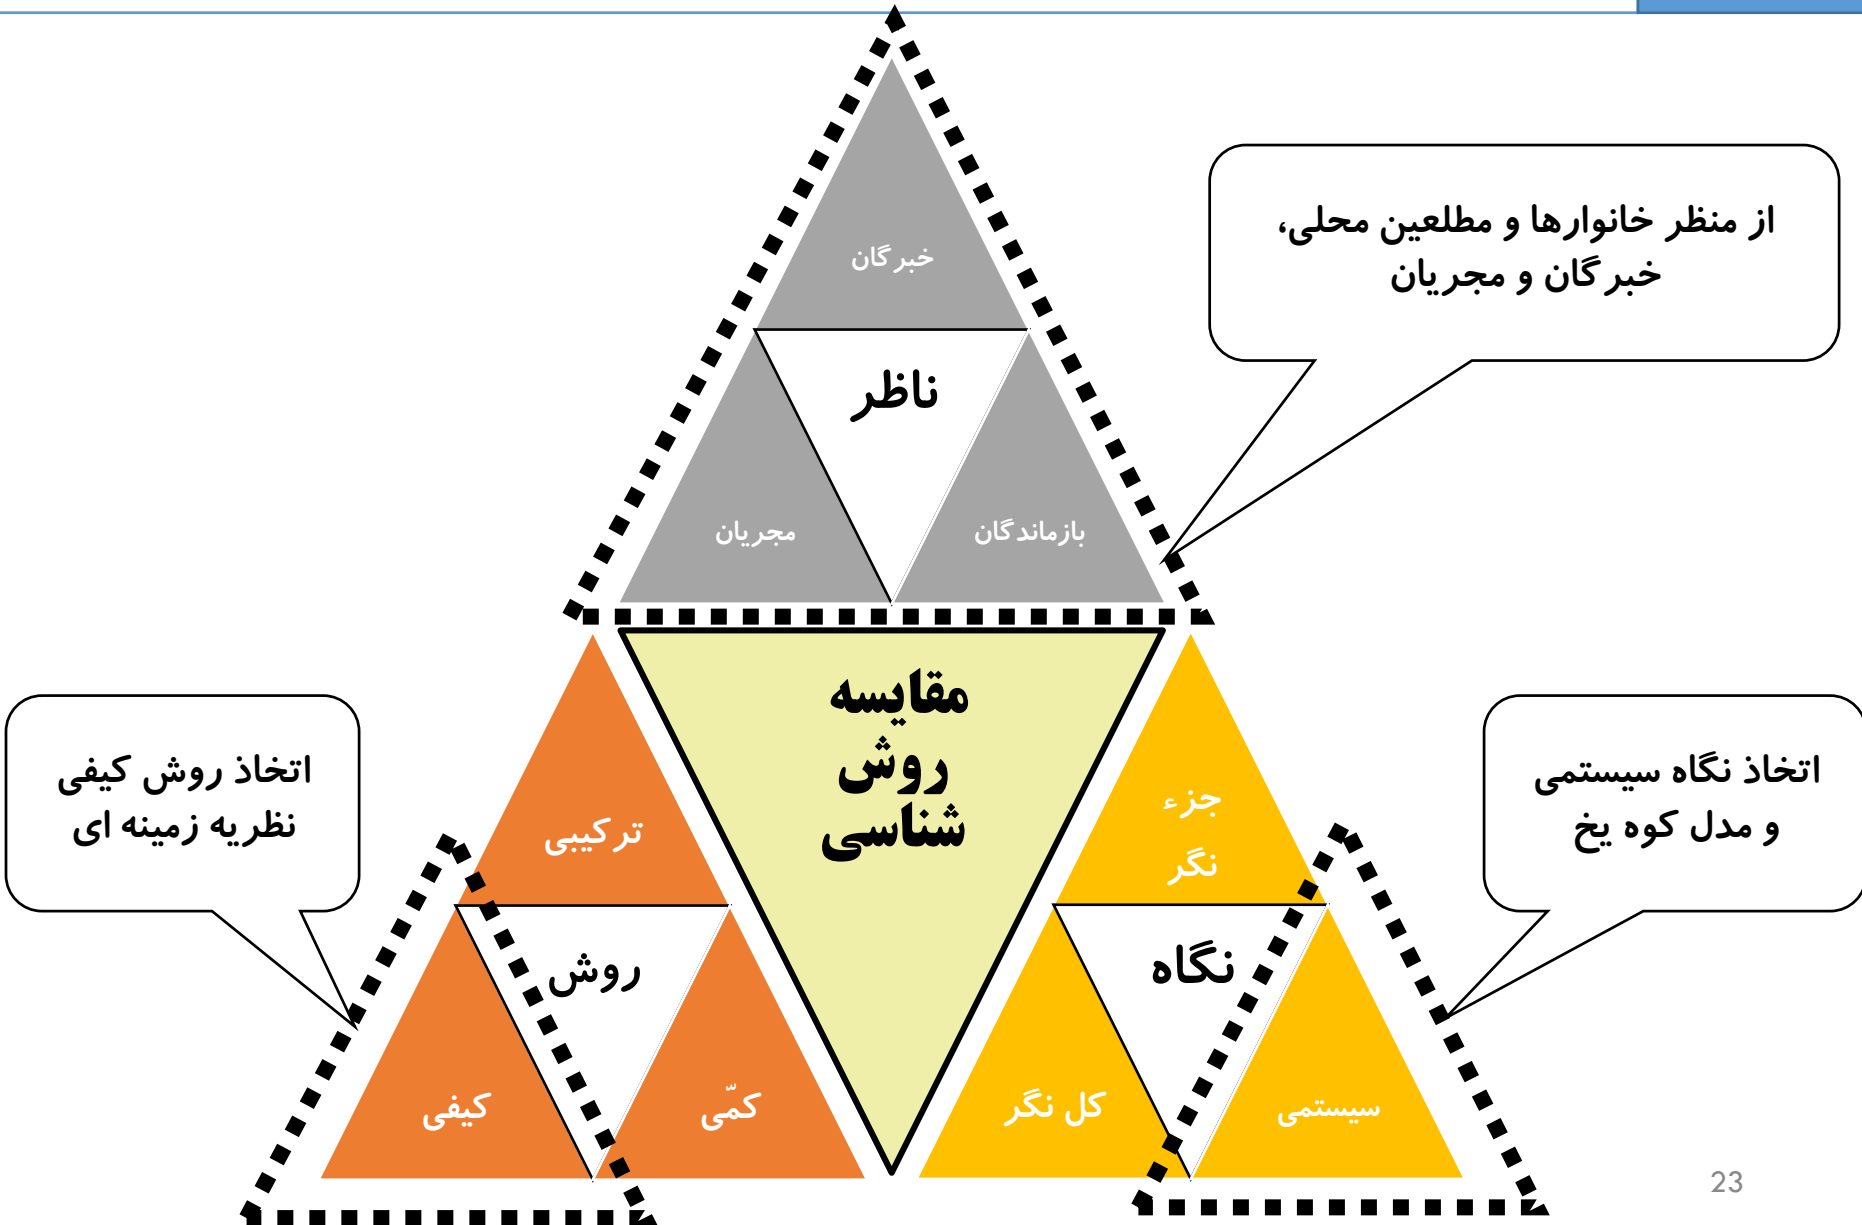 خبرگان
از منظر خانوارها و مطلعین محلی،
خبرگان و مجریان
ناظر
بازماندگان
مجریان
مقایسه
روش
شناسی
اتخاذ نگاه سیستمی
و مدل کوه یخ
جزء
نگر
نگاه
سیستمی
کل نگر
اتخاذ روش کیفی
نظریه زمینه ای
ترکیبی
روش
کمّی
کیفی
23